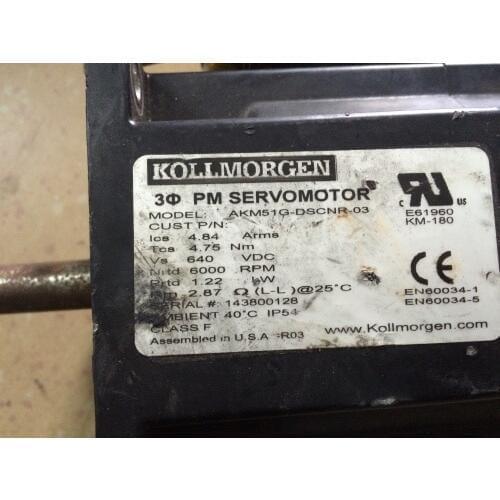 KOLLMORGEN
3Φ PM SERVOMOTOR
MODEL: AKM51G-DSCNR-03
CUST P/N:
Ics 4.84 Arms
Tcs 4.75 Nm
Vs 640 VDC
Nrtd 6000 RPM
Prtd 1.22 kW
2.87 Ω (L-L) @25°C
SERIAL #: 143800128
AMBIENT 40°C IP54
CLASS F
Assembled in U.S.A R03
c RU us
E61960
KM-180
CE
EN60034-1
EN60034-5
www.Kollmorgen.com